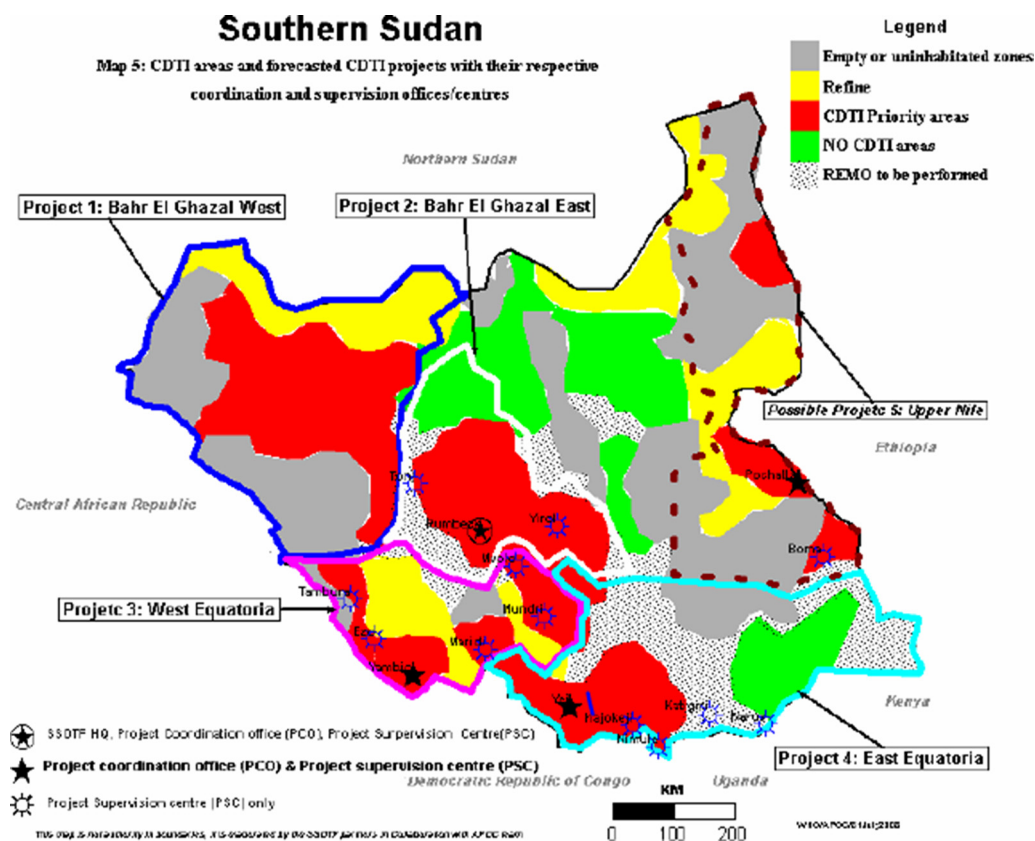 Southern Sudan
Map 5: CDTI areas and forecasted CDTI projects with their respective
coordination and supervision offices/centres
Legend
Empty or uninhabitated zones
Refine
CDTI Priority areas
NO CDTI areas
REMO to be performed
Northern Sudan
Project 1: Bahr El Ghazal West
Project 2: Bahr El Ghazal East
Possible Projetc 5: Upper Nile
Ethiopia
Central African Republic
Pochalla
Rumbek
Yirol
Boma
Mvolo
Tambura
Projetc 3: West Equatoria
Mundri
Ezo
Maridi
Yambio
Yei
Kajokeji
Nimule
Kenya
SSOTF HQ, Project Coordination office (PCO), Project Supervision Centre(PSC)
Project coordination office (PCO) & Project supervision centre (PSC)
Project Supervision centre (PSC) only
Democratic Republic of Congo
Uganda
Project 4: East Equatoria
KM
0 100 200